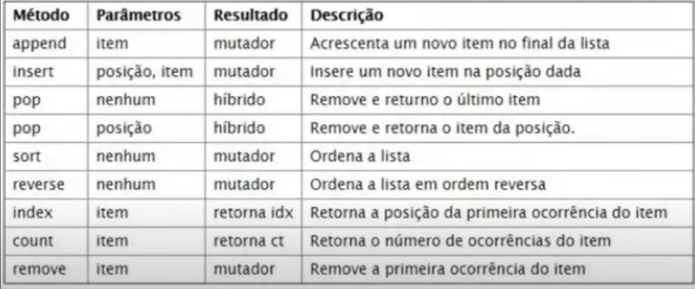 Método Parâmetros Resultado Descrição
append item mutador Acrescenta um novo item no final da lista
insert posição, item mutador Insere um novo item na posição dada
pop nenhum híbrido Remove e returno o último item
pop posição híbrido Remove e retorna o item da posição.
sort nenhum mutador Ordena a lista
reverse nenhum mutador Ordena a lista em ordem reversa
index item retorna idx Retorna a posição da primeira ocorrência do item
count item retorna ct Retorna o número de ocorrências do item
remove item mutador Remove a primeira ocorrência do item